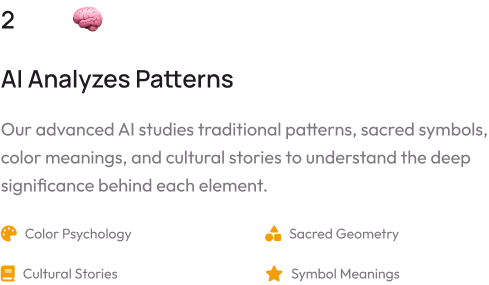 2
AI Analyzes Patterns
Our advanced AI studies traditional patterns, sacred symbols,
color meanings, and cultural stories to understand the deep
significance behind each element.
Color Psychology
Sacred Geometry
Cultural Stories
Symbol Meanings